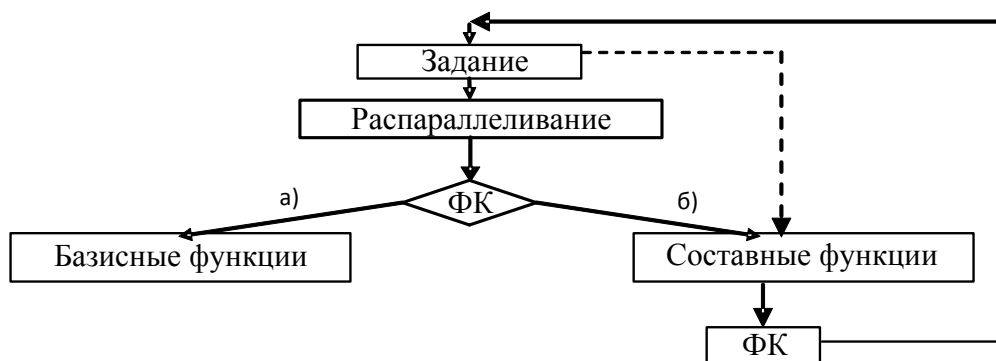 Задание
Распараллеливание
ФК
а)
б)
Базисные функции
Составные функции
ФК